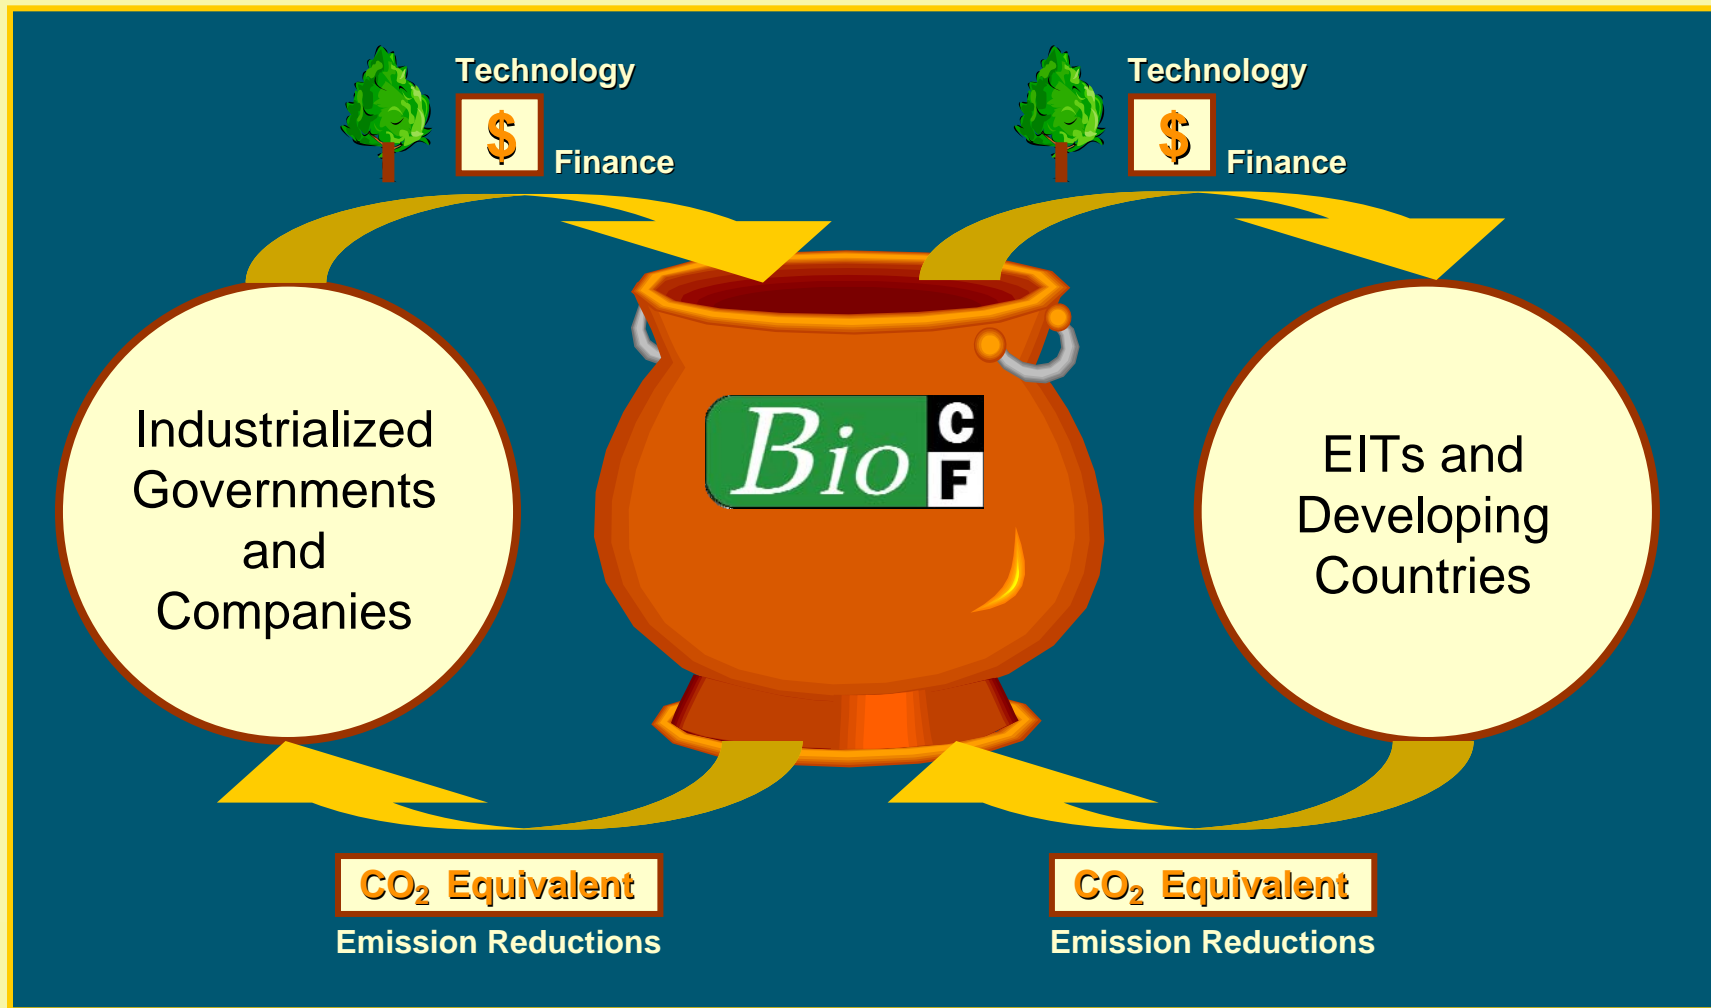 Technology
$
Finance
Technology
$
Finance
Industrialized
Governments
and
Companies
Bio
C
F
EITs and
Developing
Countries
CO₂ Equivalent
Emission Reductions
CO₂ Equivalent
Emission Reductions